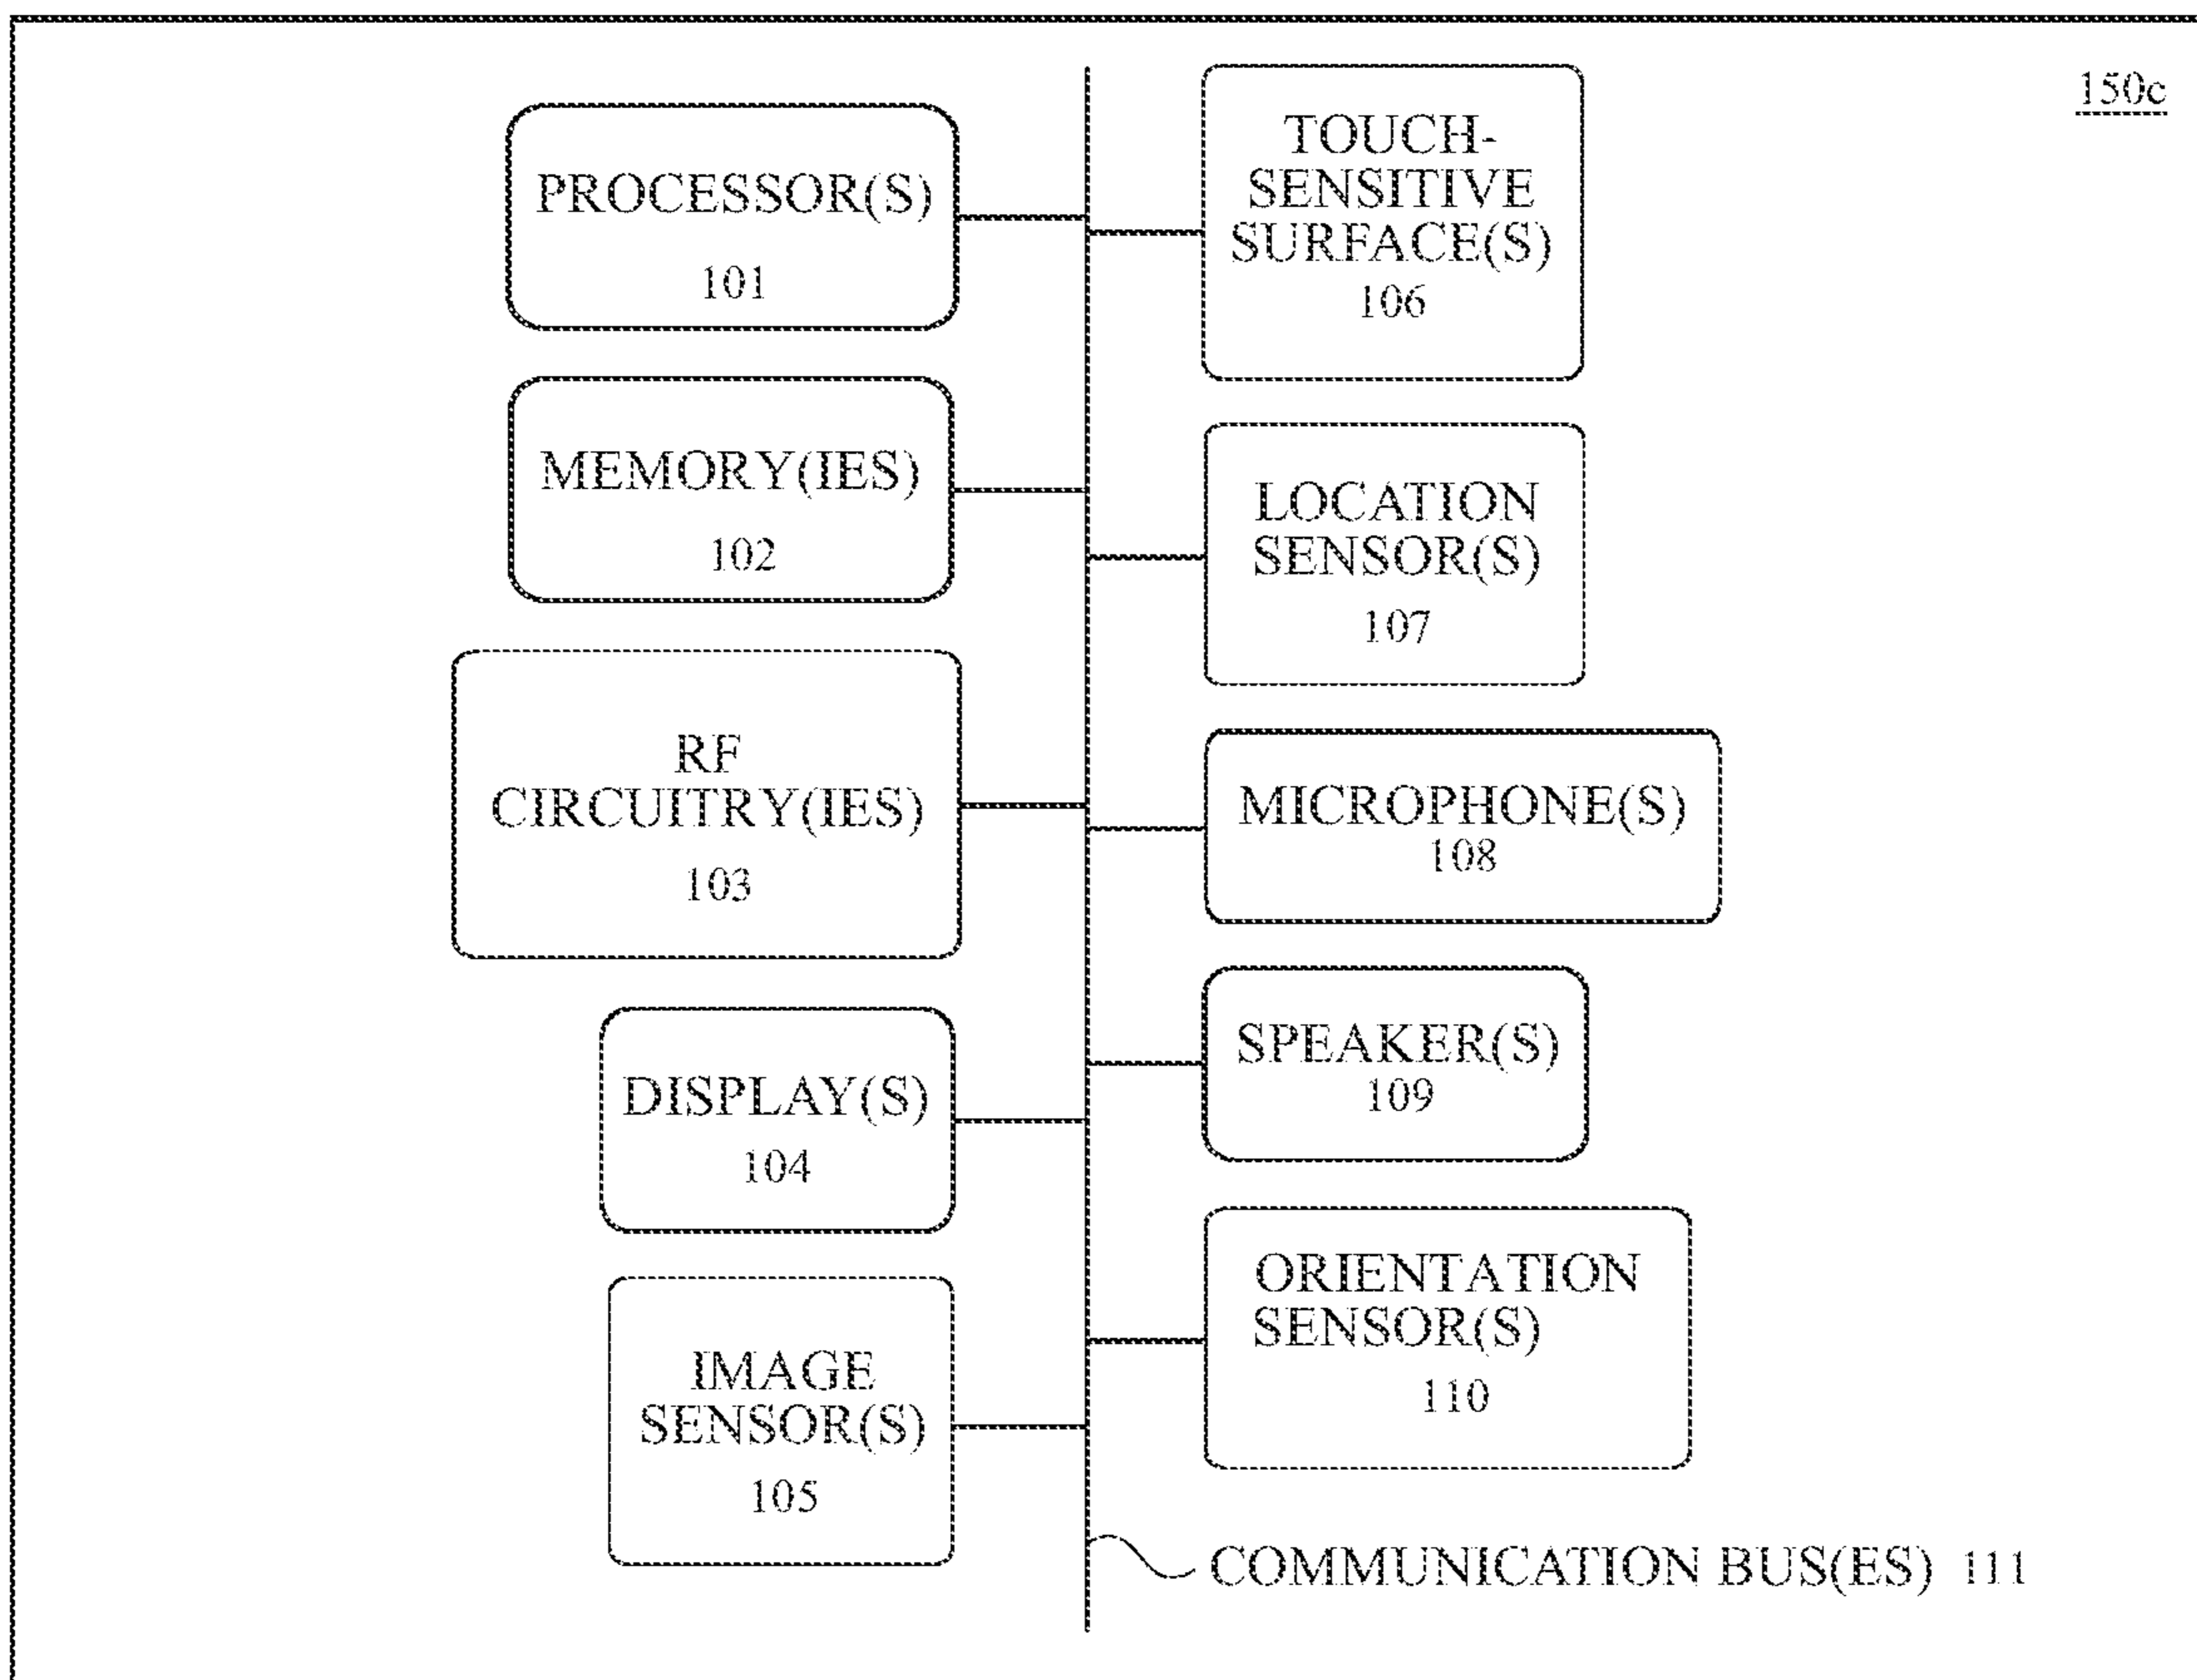 150c
PROCESSOR(S)
101
MEMORY(IES)
102
RF
CIRCUITRY(IES)
103
DISPLAY(S)
104
IMAGE
SENSOR(S)
105
TOUCH-
SENSITIVE
SURFACE(S)
106
LOCATION
SENSOR(S)
107
MICROPHONE(S)
108
SPEAKER(S)
109
ORIENTATION
SENSOR(S)
110
COMMUNICATION BUS(ES) 111